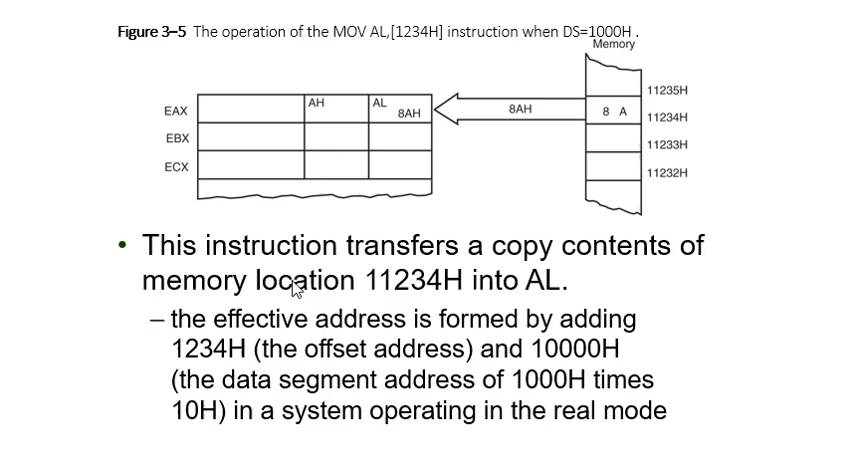 Figure 3–5 The operation of the MOV AL,[1234H] instruction when DS=1000H .
Memory
11235H
AH
AL
EAX
8AH
8AH
8 A
11234H
EBX
11233H
ECX
11232H
• This instruction transfers a copy contents of
memory location 11234H into AL.
– the effective address is formed by adding
1234H (the offset address) and 10000H
(the data segment address of 1000H times
10H) in a system operating in the real mode